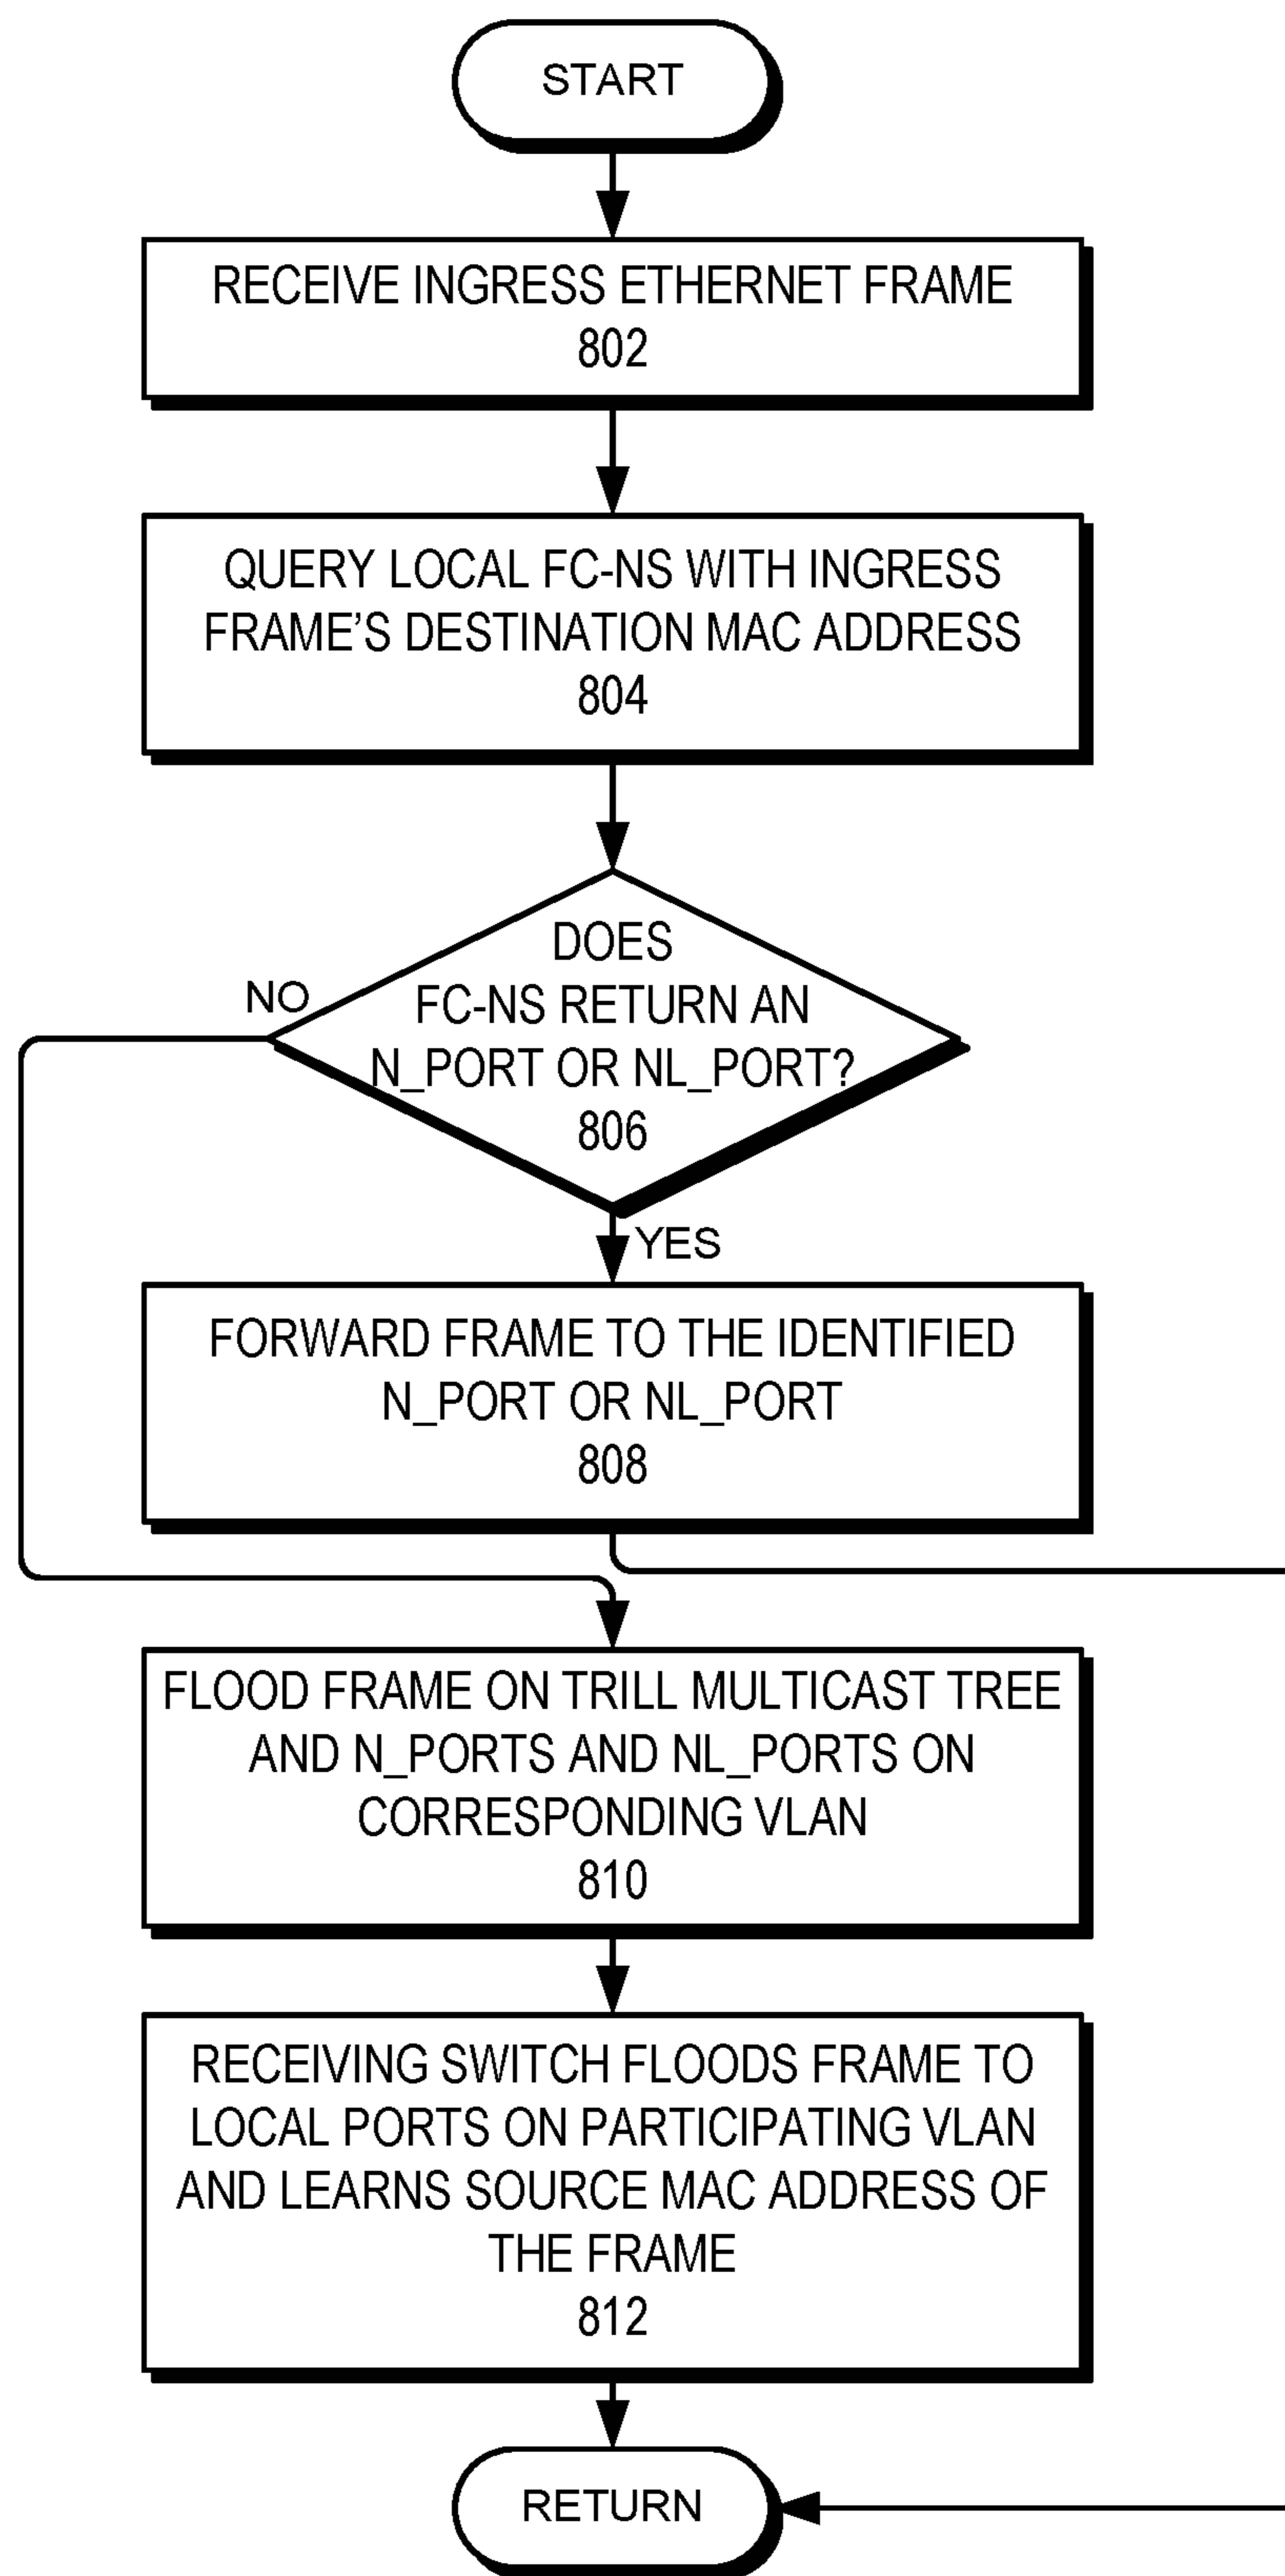 START
RECEIVE INGRESS ETHERNET FRAME
802
QUERY LOCAL FC-NS WITH INGRESS
FRAME’S DESTINATION MAC ADDRESS
804
DOES
FC-NS RETURN AN
N_PORT OR NL_PORT?
806
NO
YES
FORWARD FRAME TO THE IDENTIFIED
N_PORT OR NL_PORT
808
FLOOD FRAME ON TRILL MULTICAST TREE
AND N_PORTS AND NL_PORTS ON
CORRESPONDING VLAN
810
RECEIVING SWITCH FLOODS FRAME TO
LOCAL PORTS ON PARTICIPATING VLAN
AND LEARNS SOURCE MAC ADDRESS OF
THE FRAME
812
RETURN